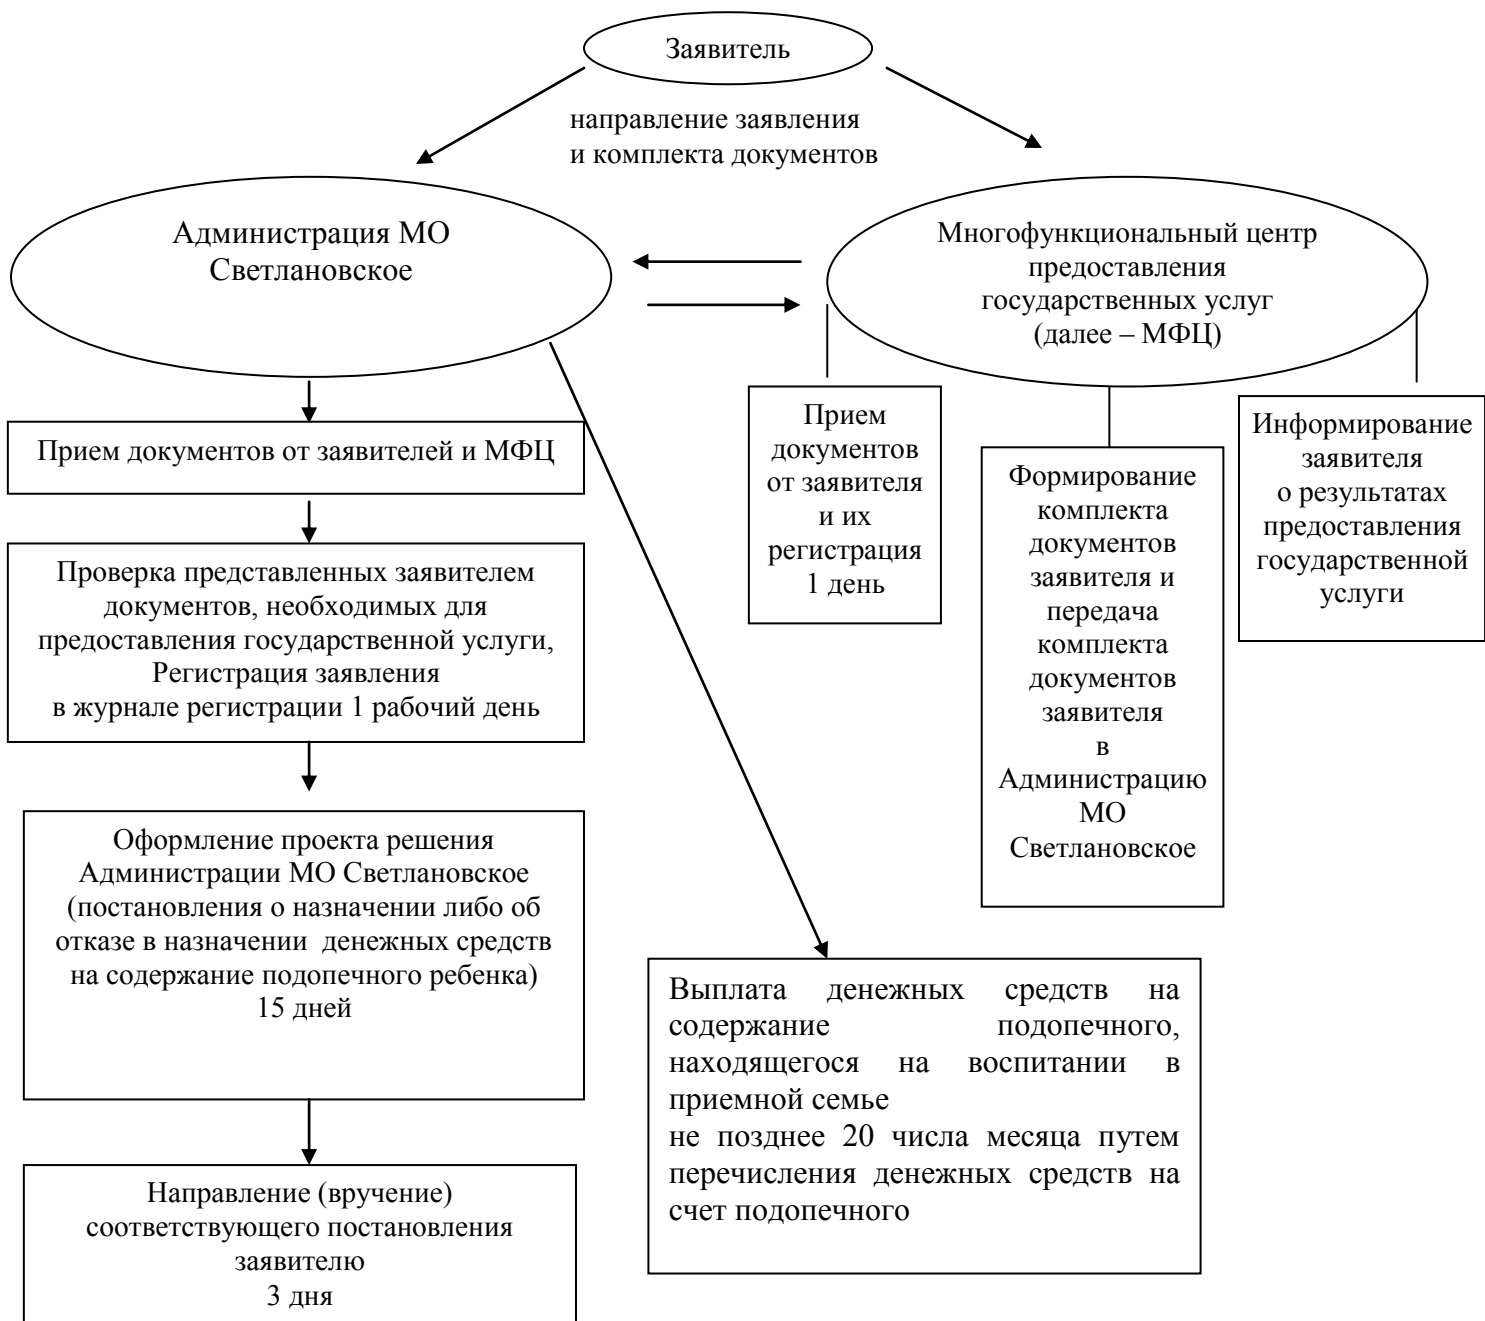 Заявитель
направление заявления
и комплекта документов
Администрация МО
Светлановское
Многофункциональный центр
предоставления
государственных услуг
(далее – МФЦ)
Прием документов от заявителей и МФЦ
Прием
документов
от заявителя
и их
регистрация
1 день
Формирование
комплекта
документов
заявителя и
передача
комплекта
документов
заявителя
в
Администрацию
МО
Светлановское
Информирование
заявителя
о результатах
предоставления
государственной
услуги
Проверка представленных заявителем
документов, необходимых для
предоставления государственной услуги,
Регистрация заявления
в журнале регистрации 1 рабочий день
Оформление проекта решения
Администрации МО Светлановское
(постановления о назначении либо об
отказе в назначении денежных средств
на содержание подопечного ребенка)
15 дней
Выплата денежных средств на
содержание подопечного,
находящегося на воспитании в
приемной семье
не позднее 20 числа месяца путем
перечисления денежных средств на
счет подопечного
Направление (вручение)
соответствующего постановления
заявителю
3 дня